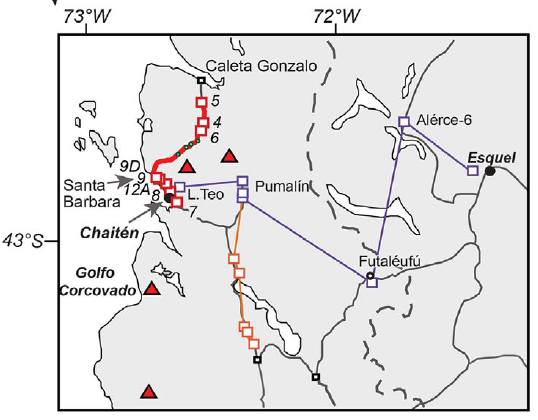 73°W
72°W
Caleta Gonzalo
5
4
6
Alérce-6
9D
9
Esquel
Santa
Barbara
12A
8
L.Teo
Pumalín
7
Chaitén
43°S
Futaléufú
Golfo
Corcovado